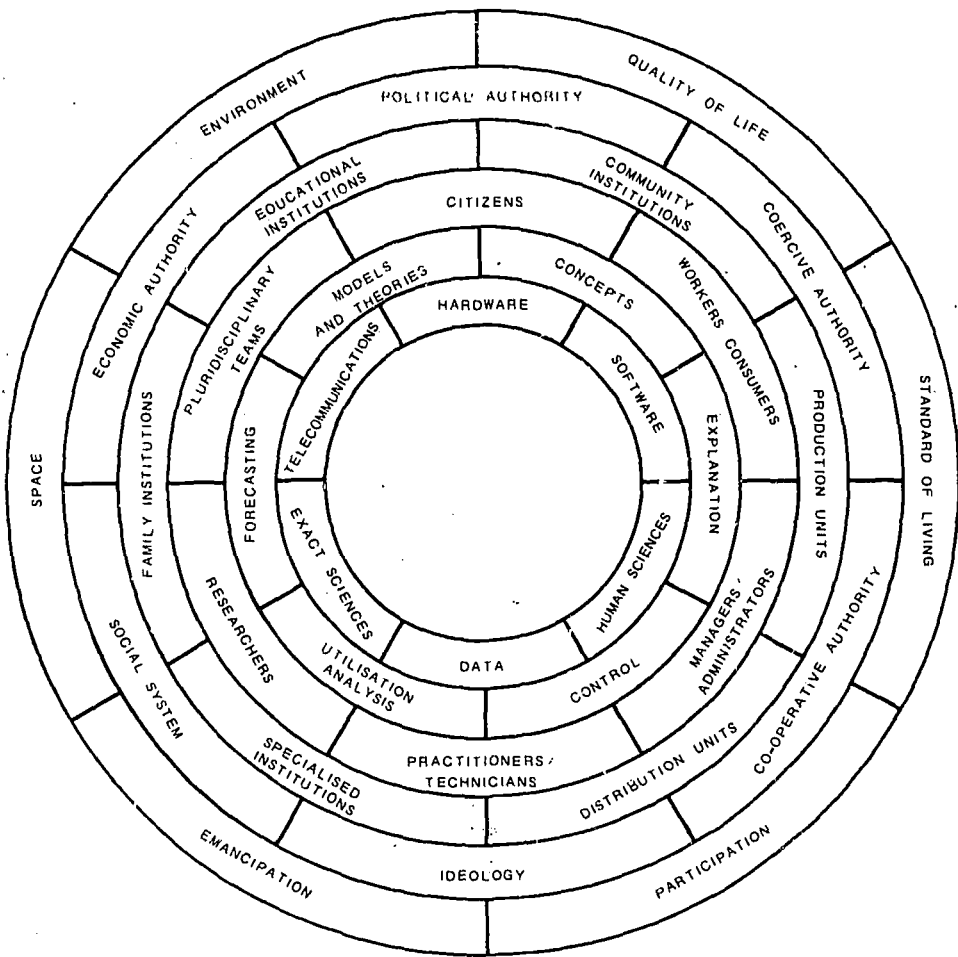 ENVIRONMENT
QUALITY OF LIFE
STANDARD OF LIVING
PARTICIPATION
EMANCIPATION
SPACE
POLITICAL AUTHORITY
COERCIVE AUTHORITY
CO-OPERATIVE AUTHORITY
IDEOLOGY
SOCIAL SYSTEM
ECONOMIC AUTHORITY
EDUCATIONAL
INSTITUTIONS
COMMUNITY
INSTITUTIONS
PRODUCTION UNITS
DISTRIBUTION UNITS
SPECIALISED
INSTITUTIONS
FAMILY INSTITUTIONS
CITIZENS
WORKERS CONSUMERS
MANAGERS/
ADMINISTRATORS
PRACTITIONERS/
TECHNICIANS
RESEARCHERS
PLURIDISCIPLINARY
TEAMS
MODELS
AND THEORIES
CONCEPTS
EXPLANATION
CONTROL
UTILISATION
ANALYSIS
FORECASTING
HARDWARE
SOFTWARE
HUMAN SCIENCES
DATA
EXACT SCIENCES
TELECOMMUNICATIONS